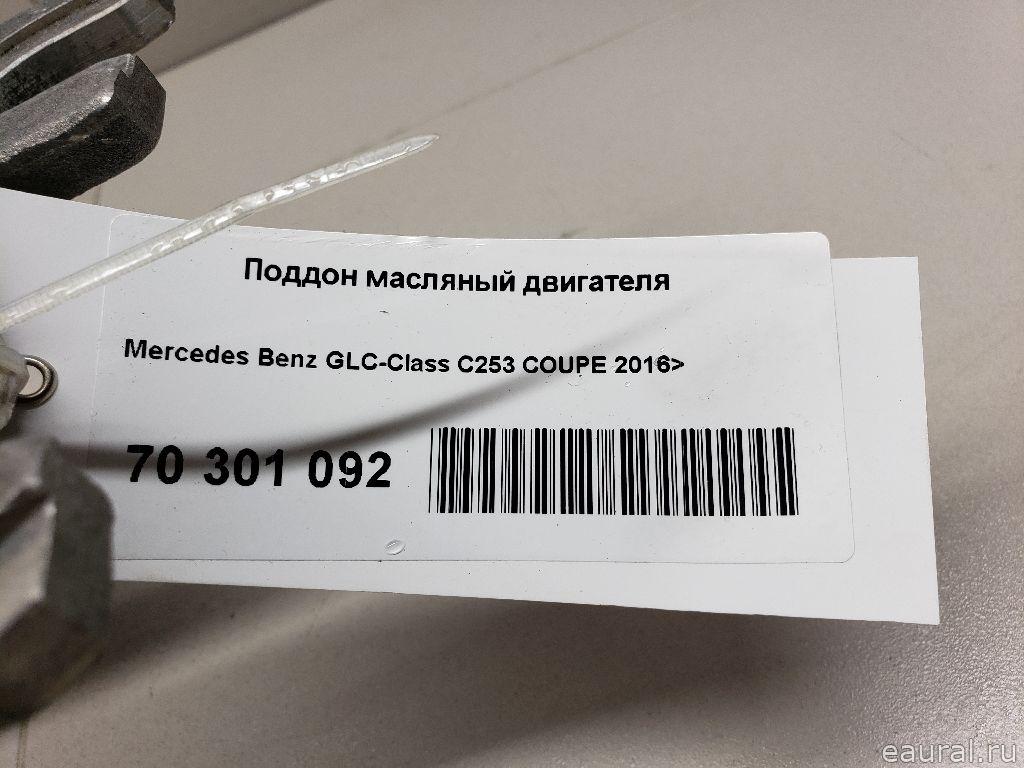 Поддон масляный двигателя
Mercedes Benz GLC-Class C253 COUPE 2016>
70 301 092
eaural.ru